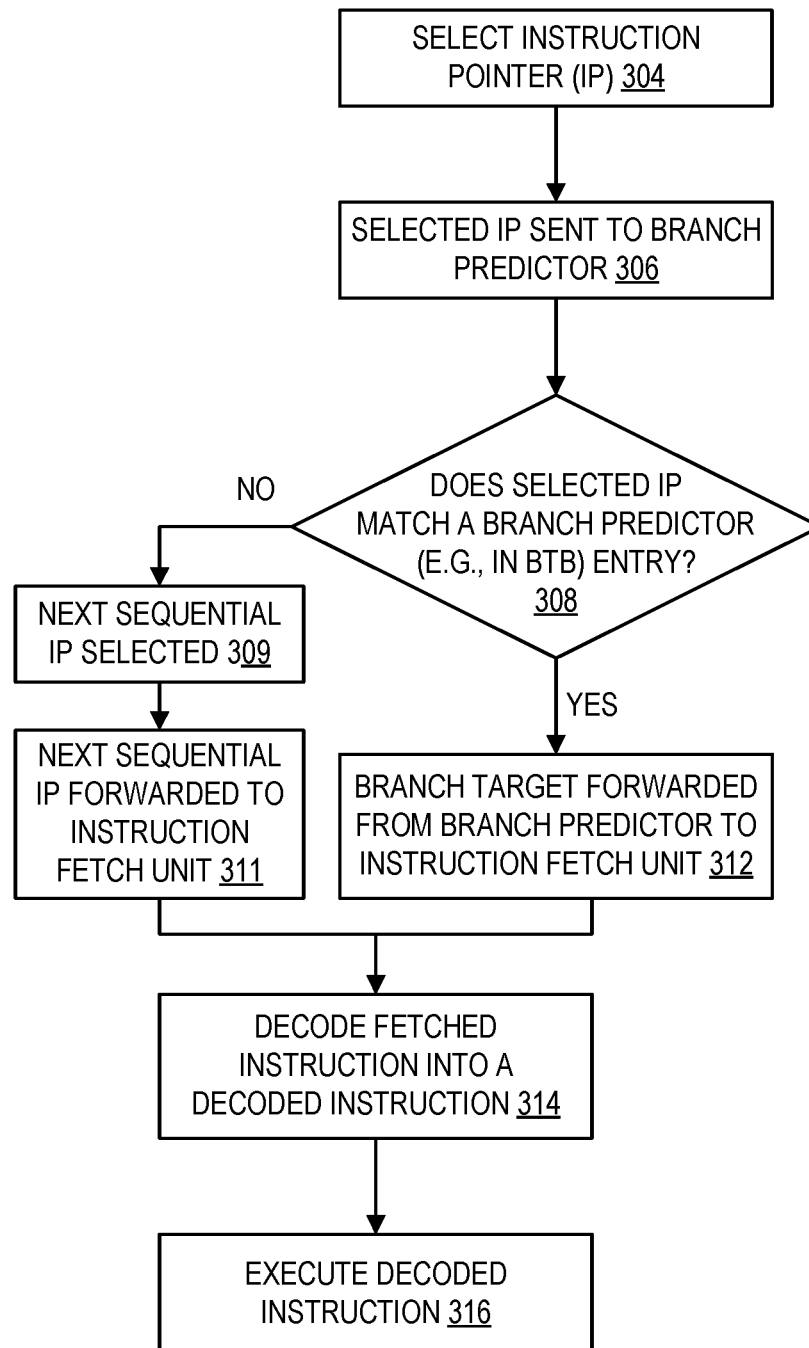 SELECT INSTRUCTION
POINTER (IP) 304
SELECTED IP SENT TO BRANCH
PREDICTOR 306
DOES SELECTED IP
MATCH A BRANCH PREDICTOR
(E.G., IN BTB) ENTRY?
308
NO
NEXT SEQUENTIAL
IP SELECTED 309
NEXT SEQUENTIAL
IP FORWARDED TO
INSTRUCTION
FETCH UNIT 311
YES
BRANCH TARGET FORWARDED
FROM BRANCH PREDICTOR TO
INSTRUCTION FETCH UNIT 312
DECODE FETCHED
INSTRUCTION INTO A
DECODED INSTRUCTION 314
EXECUTE DECODED
INSTRUCTION 316